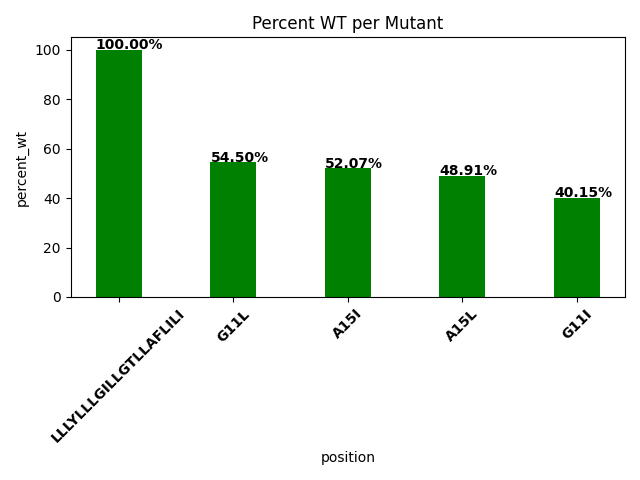 Percent WT per Mutant
percent_wt
100
80
60
40
20
0
100.00%
54.50%
52.07%
48.91%
40.15%
LLLYLLLGILLGTLLAFLILI
G11L
A15I
A15L
G11I
position